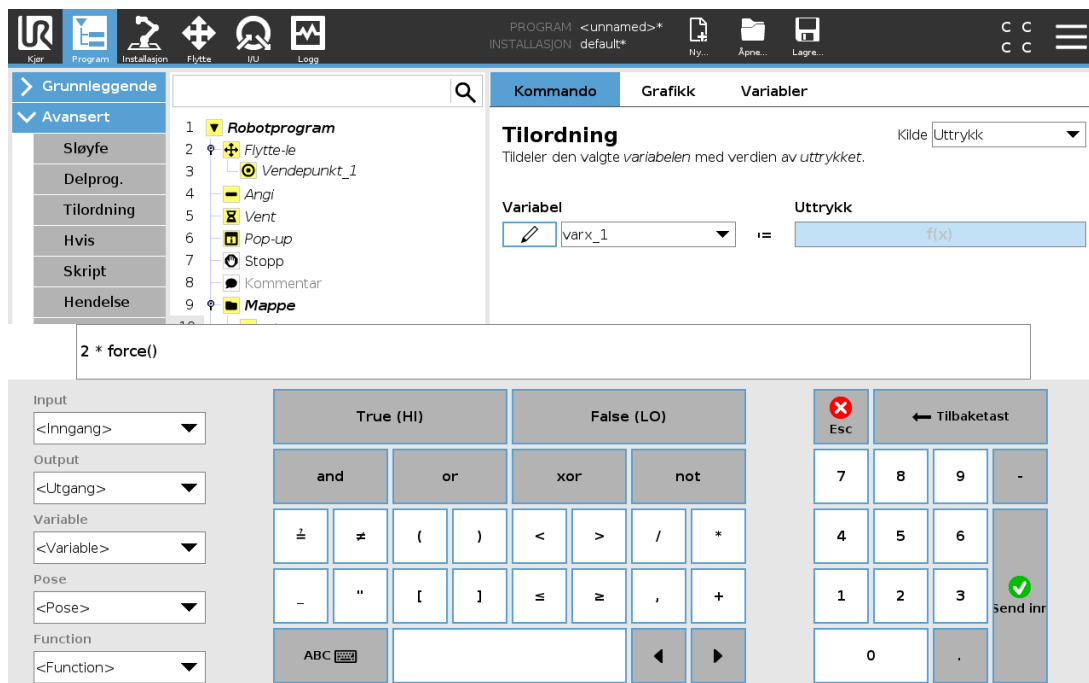 PROGRAM <unnamed>*
INSTALLASJON default*
Kjør Program Installasjon Flytte I/U Logg Ny... Åpne... Lagre...
C C
C C
Grunnleggende
Avansert
Sløyfe
Delprog.
Tilordning
Hvis
Skript
Hendelse
1 Robotprogram
2 Flytte-le
3 Vendepunkt_1
4 Angi
5 Vent
6 Pop-up
7 Stopp
8 Kommentar
9 Mappe
Kommando Grafikk Variabler
Tilordning
Kilde Uttrykk
Tildeler den valgte variabelen med verdien av uttrykket.
Variabel Uttrykk
varx_1 := f(x)
2 * force()
Input
<Inngang>
Output
<Utgang>
Variable
<Variable>
Pose
<Pose>
Function
<Function>
True (HI) False (LO)
and or xor not
≟ ≠ ( ) < > / *
_ " [ ] ≤ ≥ , +
ABC
Esc Tilbaketast
7 8 9 -
4 5 6
1 2 3 Send inn
0 .